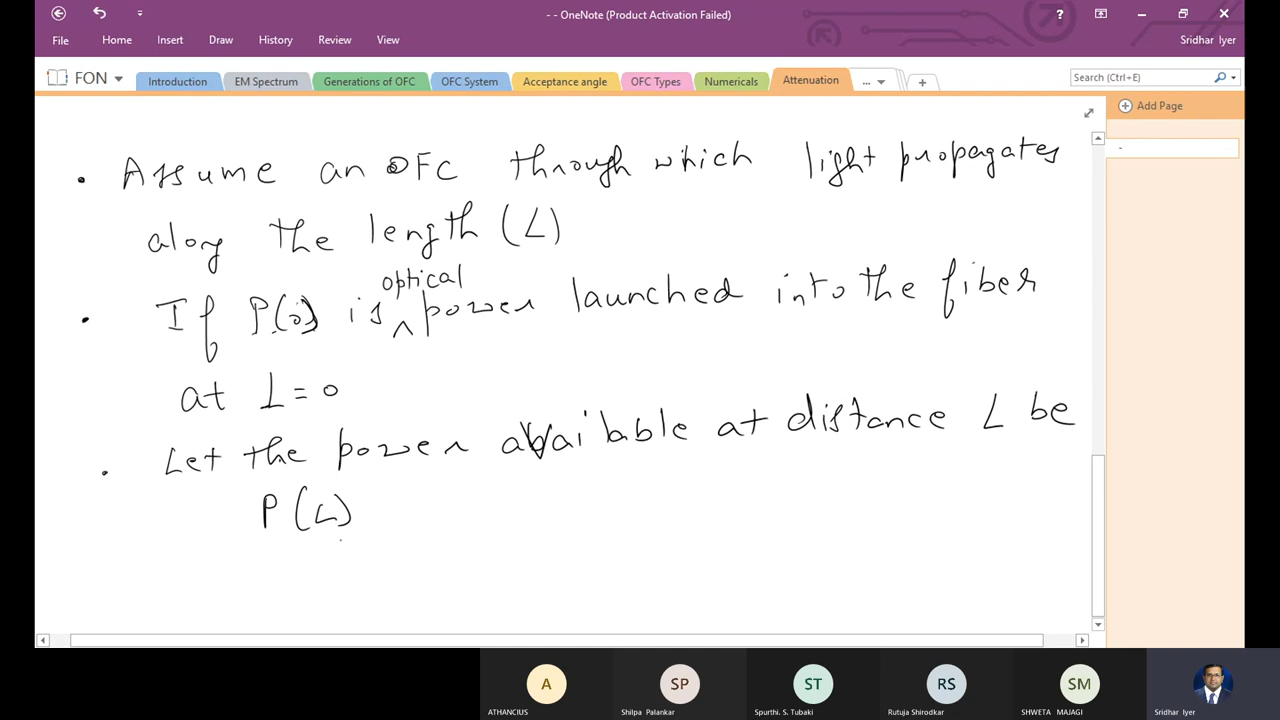 - - OneNote (Product Activation Failed)
File Home Insert Draw History Review View
Sridhar Iyer
FON
Introduction EM Spectrum Generations of OFC OFC System Acceptance angle OFC Types Numericals Attenuation ...
Search (Ctrl+E)
Add Page
-
• Assume an OFC through which light propagates
along the length (L)
optical
• If P(0) is ^ power launched into the fiber
at L = 0
• Let the power available at distance L be
P(L)
A SP ST RS SM
ATHANCIUS Shilpa Palankar Spurthi. S. Tubaki Rutuja Shirodkar SHWETA MAJAGI Sridhar Iyer